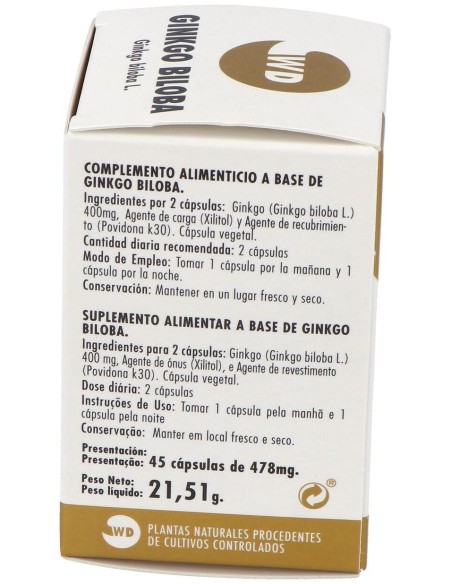 GINKGO BILOBA
Ginkgo biloba L.
WD
COMPLEMENTO ALIMENTICIO A BASE DE
GINKGO BILOBA.
Ingredientes por 2 cápsulas: Ginkgo (Ginkgo biloba L.)
400mg, Agente de carga (Xilitol) y Agente de recubrimien-
to (Povidona k30). Cápsula vegetal.
Cantidad diaria recomendada: 2 cápsulas
Modo de Empleo: Tomar 1 cápsula por la mañana y 1
cápsula por la noche.
Conservación: Mantener en un lugar fresco y seco.
SUPLEMENTO ALIMENTAR A BASE DE GINKGO
BILOBA.
Ingredientes para 2 cápsulas: Ginkgo (Ginkgo biloba L.)
400 mg, Agente de ónus (Xilitol), e Agente de revestimento
(Povidona k30). Cápsula vegetal.
Dose diária: 2 cápsulas
Instruções de Uso: Tomar 1 cápsula pela manhã e 1
cápsula pela noite
Conservação: Manter em local fresco e seco.
Presentación:
Presentação: 45 cápsulas de 478mg.
Peso Neto:
Peso líquido: 21,51g.
®
WD
PLANTAS NATURALES PROCEDENTES
DE CULTIVOS CONTROLADOS